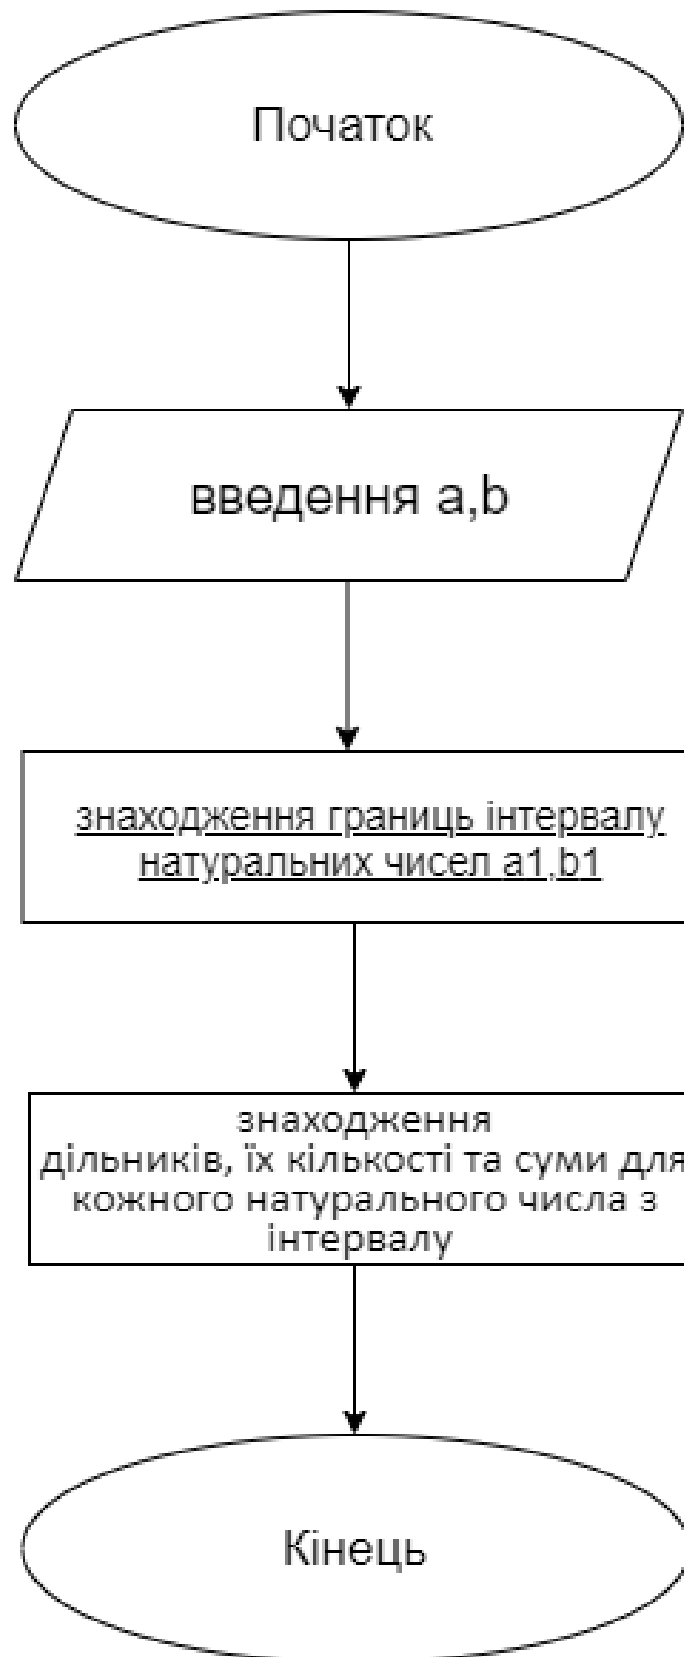 Початок
введення a,b
знаходження границь інтервалу
натуральних чисел a1,b1
знаходження
дільників, їх кількості та суми для
кожного натурального числа з
інтервалу
Кінець